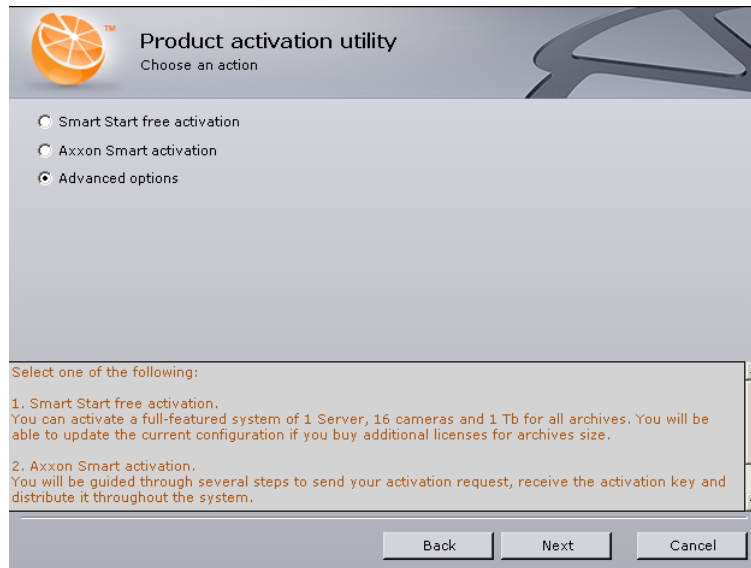 TM
Product activation utility
Choose an action
Smart Start free activation
Axxon Smart activation
Advanced options
Select one of the following:
1. Smart Start free activation.
You can activate a full-featured system of 1 Server, 16 cameras and 1 Tb for all archives. You will be
able to update the current configuration if you buy additional licenses for archives size.
2. Axxon Smart activation.
You will be guided through several steps to send your activation request, receive the activation key and
distribute it throughout the system.
Back
Next
Cancel